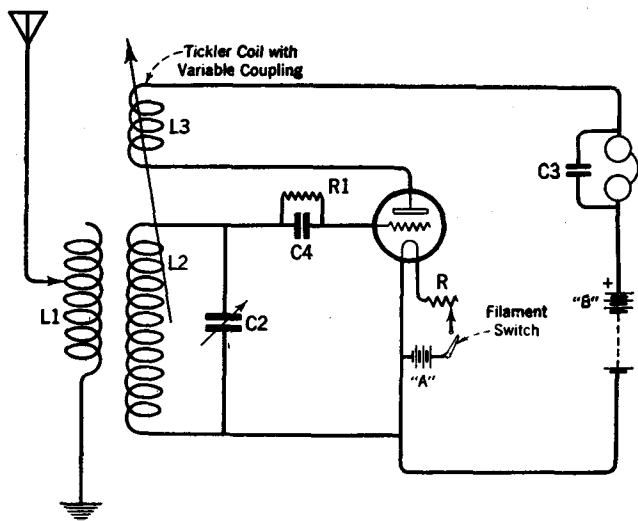 Tickler Coil with
Variable Coupling
L3
R1
C3
L2
C4
R
L1
C2
Filament
Switch
+
"B"
"A"